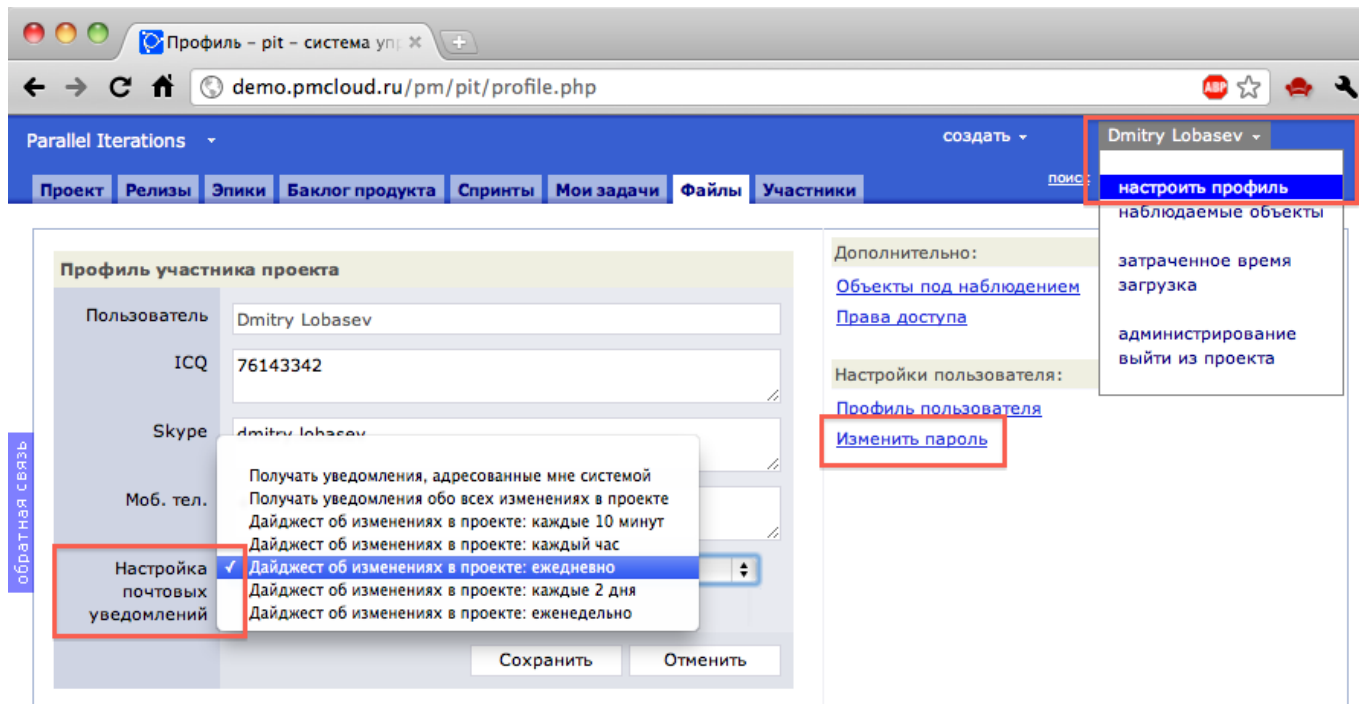 Профиль – pit – система упр
demo.pmcloud.ru/pm/pit/profile.php
ABP
Parallel Iterations
создать
Dmitry Lobasev
Проект
Релизы
Эпики
Баклог продукта
Спринты
Мои задачи
Файлы
Участники
поиск
настроить профиль
наблюдаемые объекты
затраченное время
загрузка
администрирование
выйти из проекта
Профиль участника проекта
Пользователь
Dmitry Lobasev
ICQ
76143342
Skype
dmitry lobasev
Моб. тел.
Настройка
почтовых
уведомлений
Получать уведомления, адресованные мне системой
Получать уведомления обо всех изменениях в проекте
Дайджест об изменениях в проекте: каждые 10 минут
Дайджест об изменениях в проекте: каждый час
✓ Дайджест об изменениях в проекте: ежедневно
Дайджест об изменениях в проекте: каждые 2 дня
Дайджест об изменениях в проекте: еженедельно
Сохранить
Отменить
Дополнительно:
Объекты под наблюдением
Права доступа
Настройки пользователя:
Профиль пользователя
Изменить пароль
обратная связь